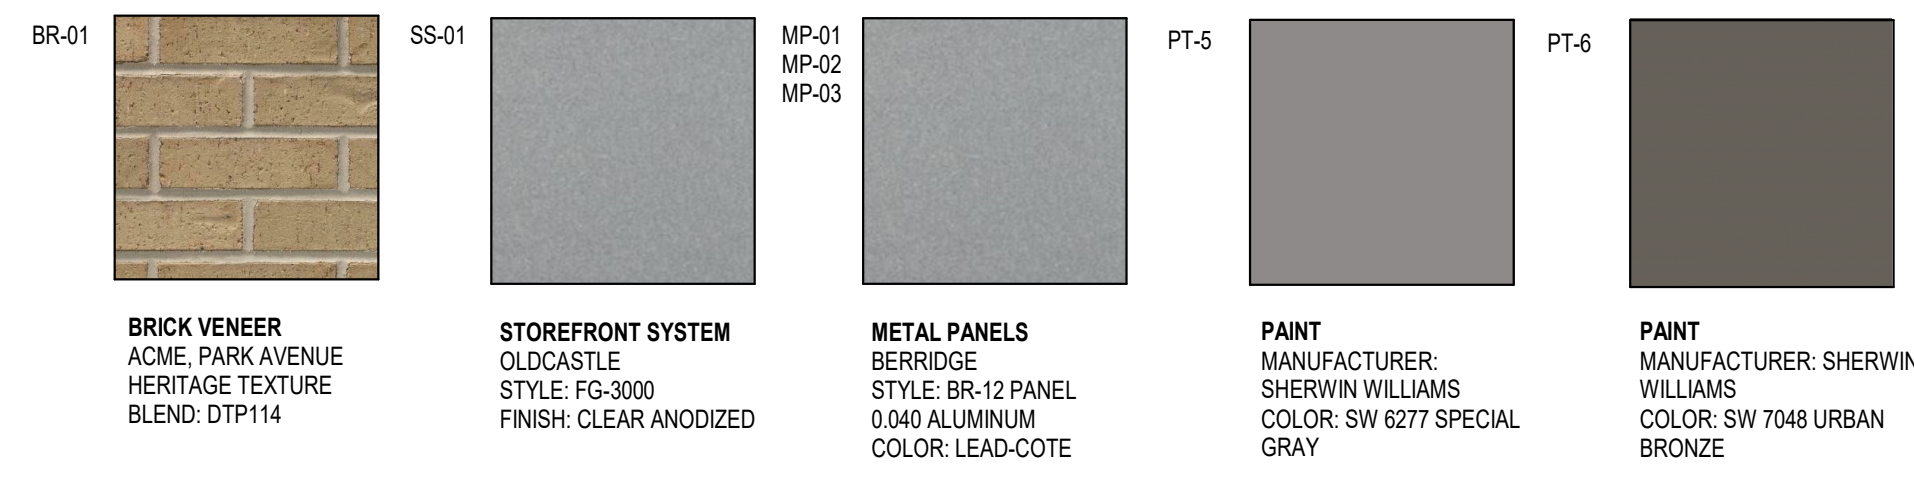 BR-01
BRICK VENEER
ACME, PARK AVENUE
HERITAGE TEXTURE
BLEND: DTP114
SS-01
STOREFRONT SYSTEM
OLDCASTLE
STYLE: FG-3000
FINISH: CLEAR ANODIZED
MP-01
MP-02
MP-03
METAL PANELS
BERRIDGE
STYLE: BR-12 PANEL
0.040 ALUMINUM
COLOR: LEAD-COTE
PT-5
PAINT
MANUFACTURER:
SHERWIN WILLIAMS
COLOR: SW 6277 SPECIAL
GRAY
PT-6
PAINT
MANUFACTURER: SHERWIN
WILLIAMS
COLOR: SW 7048 URBAN
BRONZE